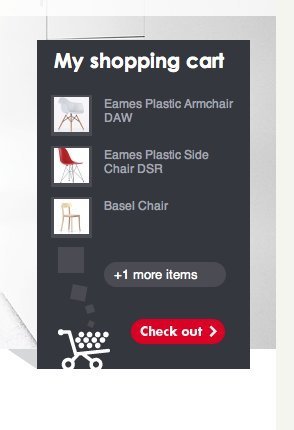 My shopping cart
Eames Plastic Armchair
DAW
Eames Plastic Side
Chair DSR
Basel Chair
+1 more items
Check out